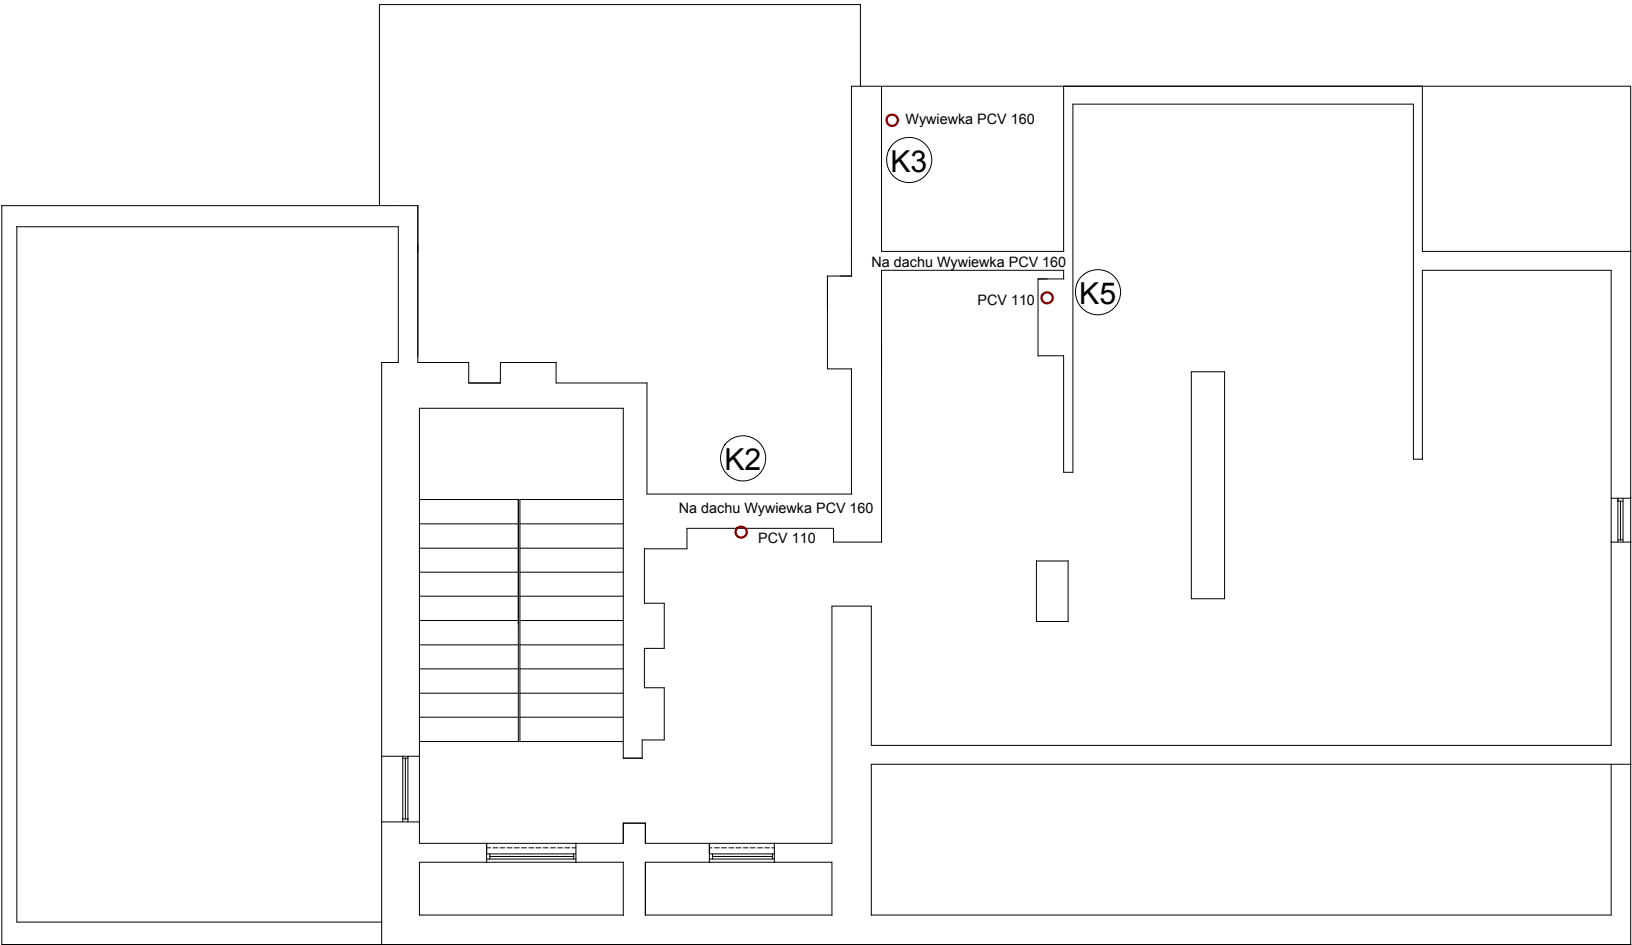 Wywiewka PCV 160
K3
Na dachu Wywiewka PCV 160
PCV 110
K5
K2
Na dachu Wywiewka PCV 160
PCV 110